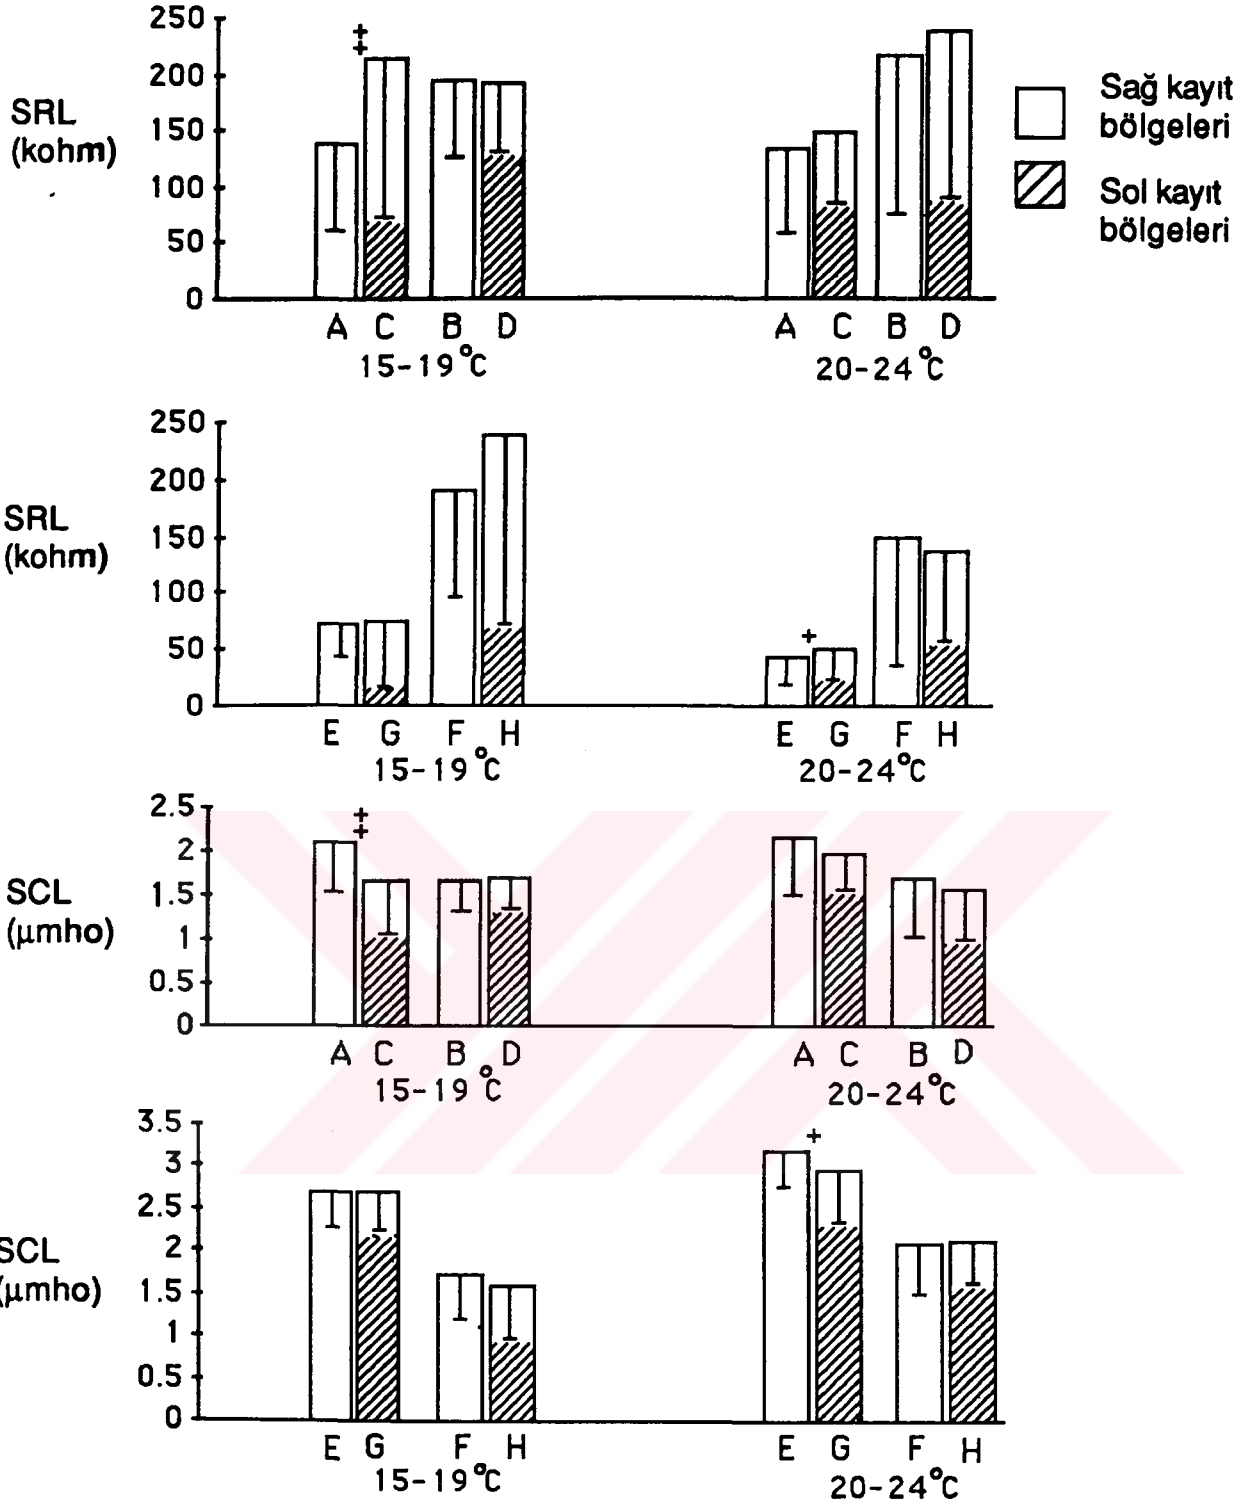 250
200
150
100
50
0
SRL
(kohm)
‡
A C B D A C B D
15-19°C 20-24°C
Sağ kayıt
bölgeleri
Sol kayıt
bölgeleri
250
200
150
100
50
0
SRL
(kohm)
+
E G F H E G F H
15-19°C 20-24°C
2.5
2
1.5
1
0.5
0
SCL
(µmho)
‡
A C B D A C B D
15-19°C 20-24°C
3.5
3
2.5
2
1.5
1
0.5
0
SCL
(µmho)
+
E G F H E G F H
15-19°C 20-24°C